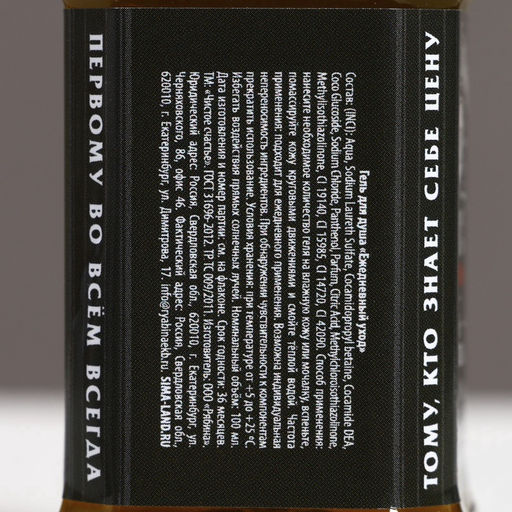 ПЕРВОМУ ВО ВСЁМ ВСЕГДА
Гель для душа «Ежедневный уход»
Состав: (INCI): Aqua, Sodium Laureth Sulfate, Cocamidopropyl betaine, Cocamide DEA,
Coco Glucoside, Sodium Chloride, Panthenol, Parfum, Citric Acid, Methylchloroisothiazolinone,
Methylisothiazolinone, CI 19140, CI 15985, CI 14720, CI 42090. Способ применения:
нанесите необходимое количество геля на влажную кожу или мочалку, вспеньте,
помассируйте кожу круговыми движениями и смойте тёплой водой. Частота
применения: подходит для ежедневного применения. Возможна индивидуальная
непереносимость ингредиентов. При обнаружении чувствительности к компонентам
прекратить использование. Условия хранения: при температуре от +5 до +25 °С.
Избегать воздействия прямых солнечных лучей. Номинальный объём: 100 мл.
Дата изготовления и номер партии: см. на флаконе. Срок годности: 36 месяцев.
ТМ: «Чистое счастье». ГОСТ 31696-2012. ТР ТС 009/2011. Изготовитель: ООО «Рябина»,
Юридический адрес: Россия, Свердловская обл., 620010, г. Екатеринбург, ул.
Черняховского, 86, офис 46. Фактический адрес: Россия, Свердловская обл.,
620010, г. Екатеринбург, ул. Димитрова, 17. info@ryabinaekb.ru. SIMA-LAND.RU
ТОМУ, КТО ЗНАЕТ СЕБЕ ЦЕНУ